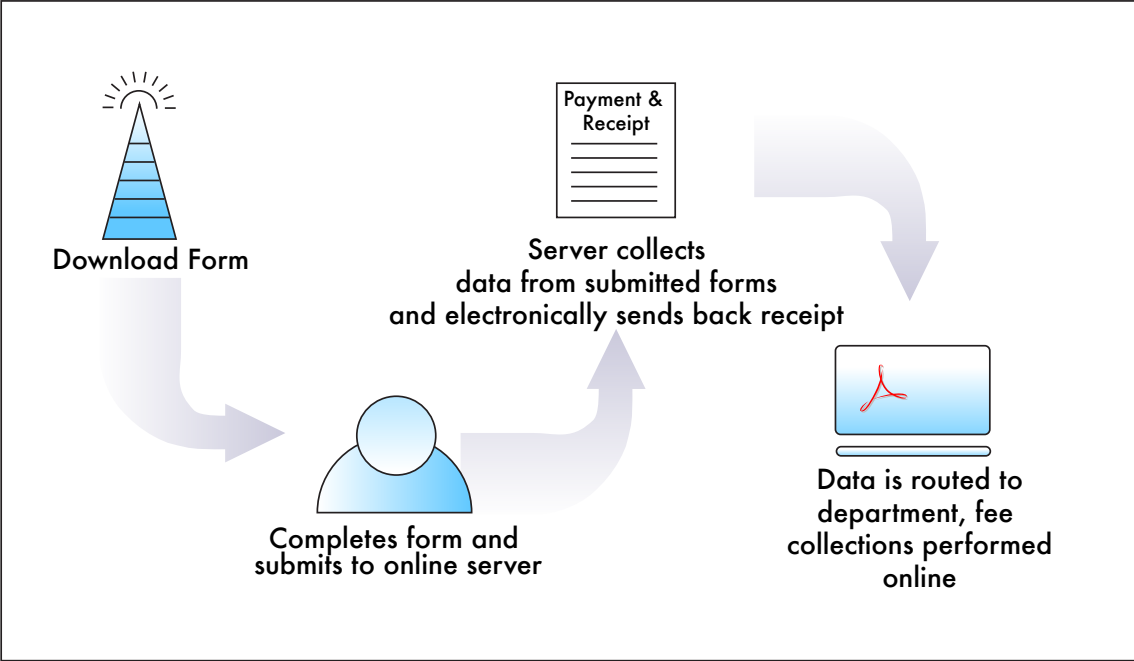 Download Form
Completes form and
submits to online server
Payment &
Receipt
Server collects
data from submitted forms
and electronically sends back receipt
Data is routed to
department, fee
collections performed
online